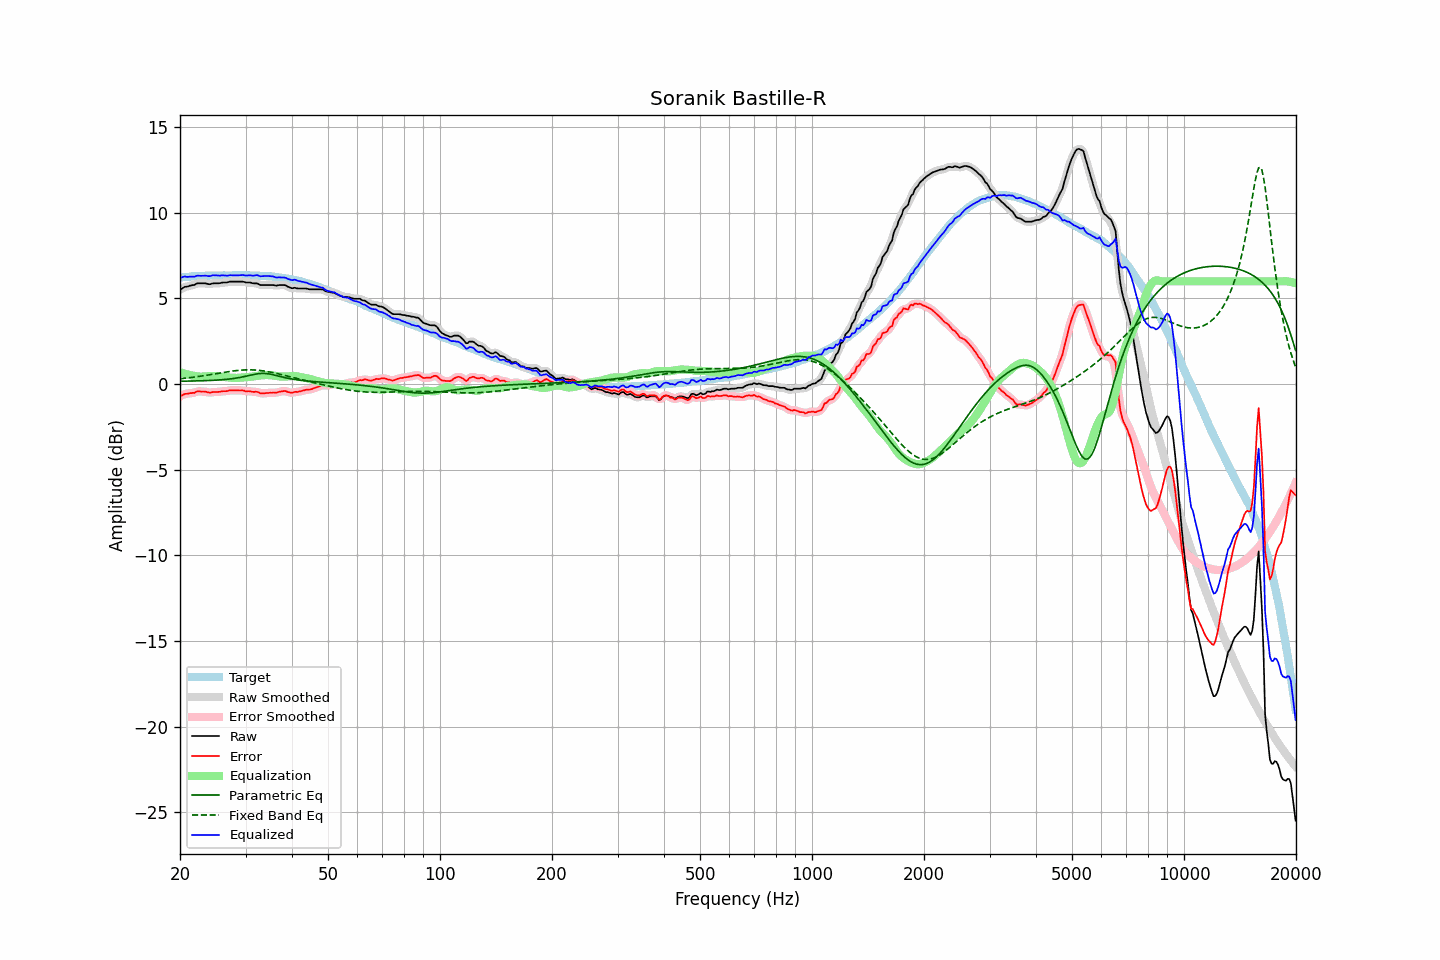 Soranik Bastille-R
15
10
5
0
−5
−10
−15
−20
−25
Amplitude (dBr)
Target
Raw Smoothed
Error Smoothed
Raw
Error
Equalization
Parametric Eq
Fixed Band Eq
Equalized
20 50 100 200 500 1000 2000 5000 10000 20000
Frequency (Hz)